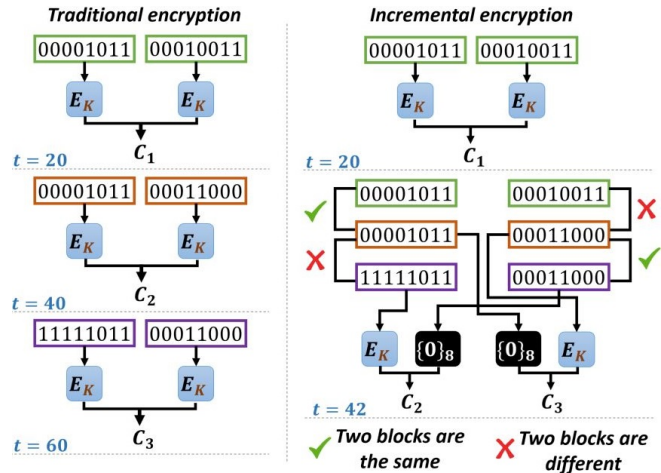 Traditional encryption
00001011 00010011
E_K E_K
C_1
t = 20
00001011 00011000
E_K E_K
C_2
t = 40
11111011 00011000
E_K E_K
C_3
t = 60
Incremental encryption
00001011 00010011
E_K E_K
C_1
t = 20
00001011 00010011
00001011 00011000
11111011 00011000
E_K {0}_8 {0}_8 E_K
C_2 C_3
t = 42
Two blocks are
the same
Two blocks are
different